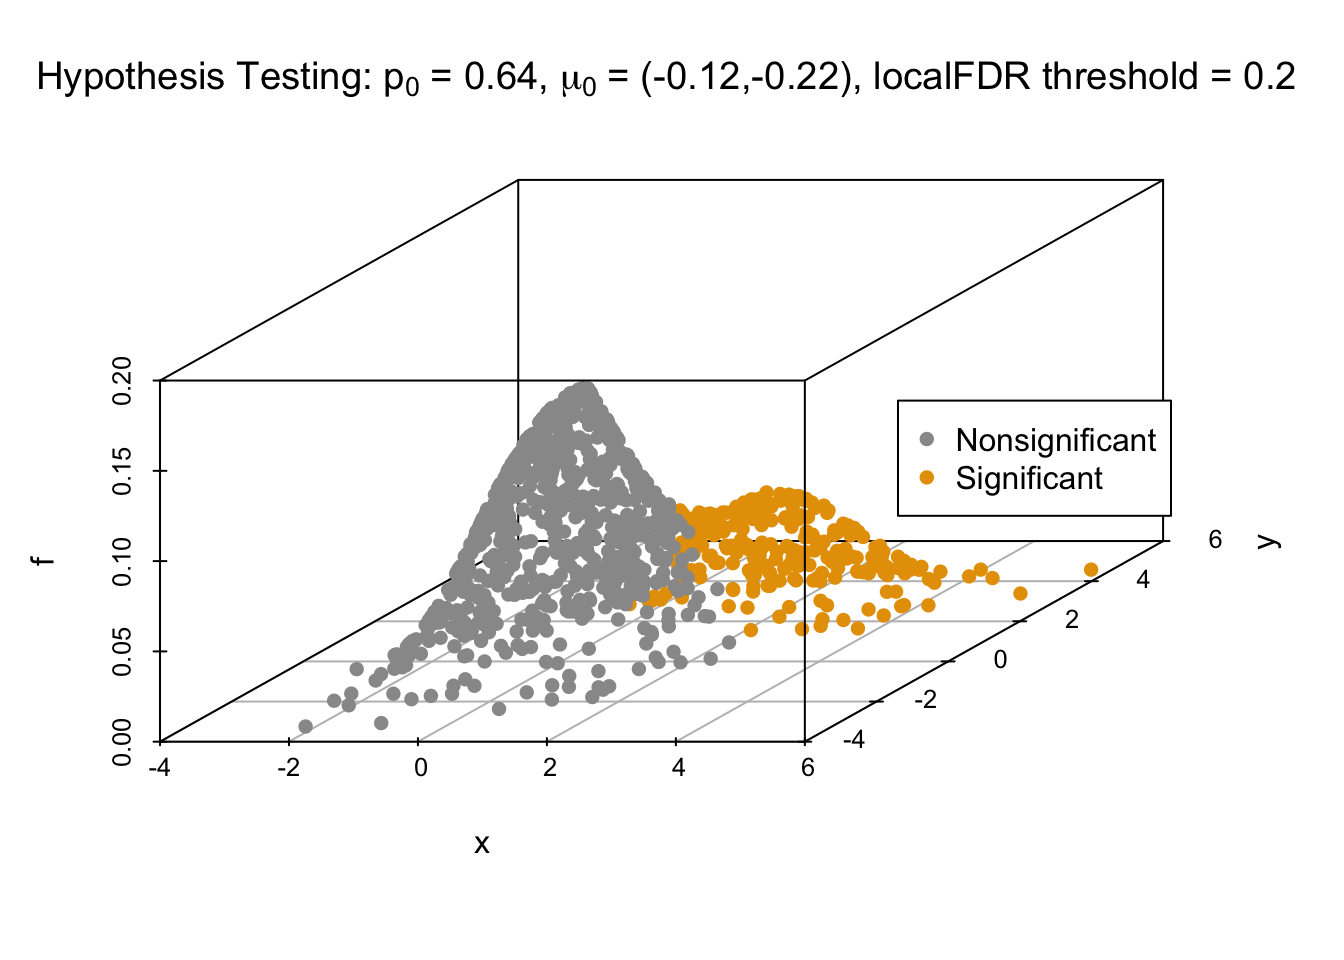 Hypothesis Testing: p0 = 0.64, μ0 = (-0.12,-0.22), localFDR threshold = 0.2
0.20
0.15
0.10
0.05
0.00
f
Nonsignificant
Significant
6
4
2
0
-2
-4
y
-4 -2 0 2 4 6
x